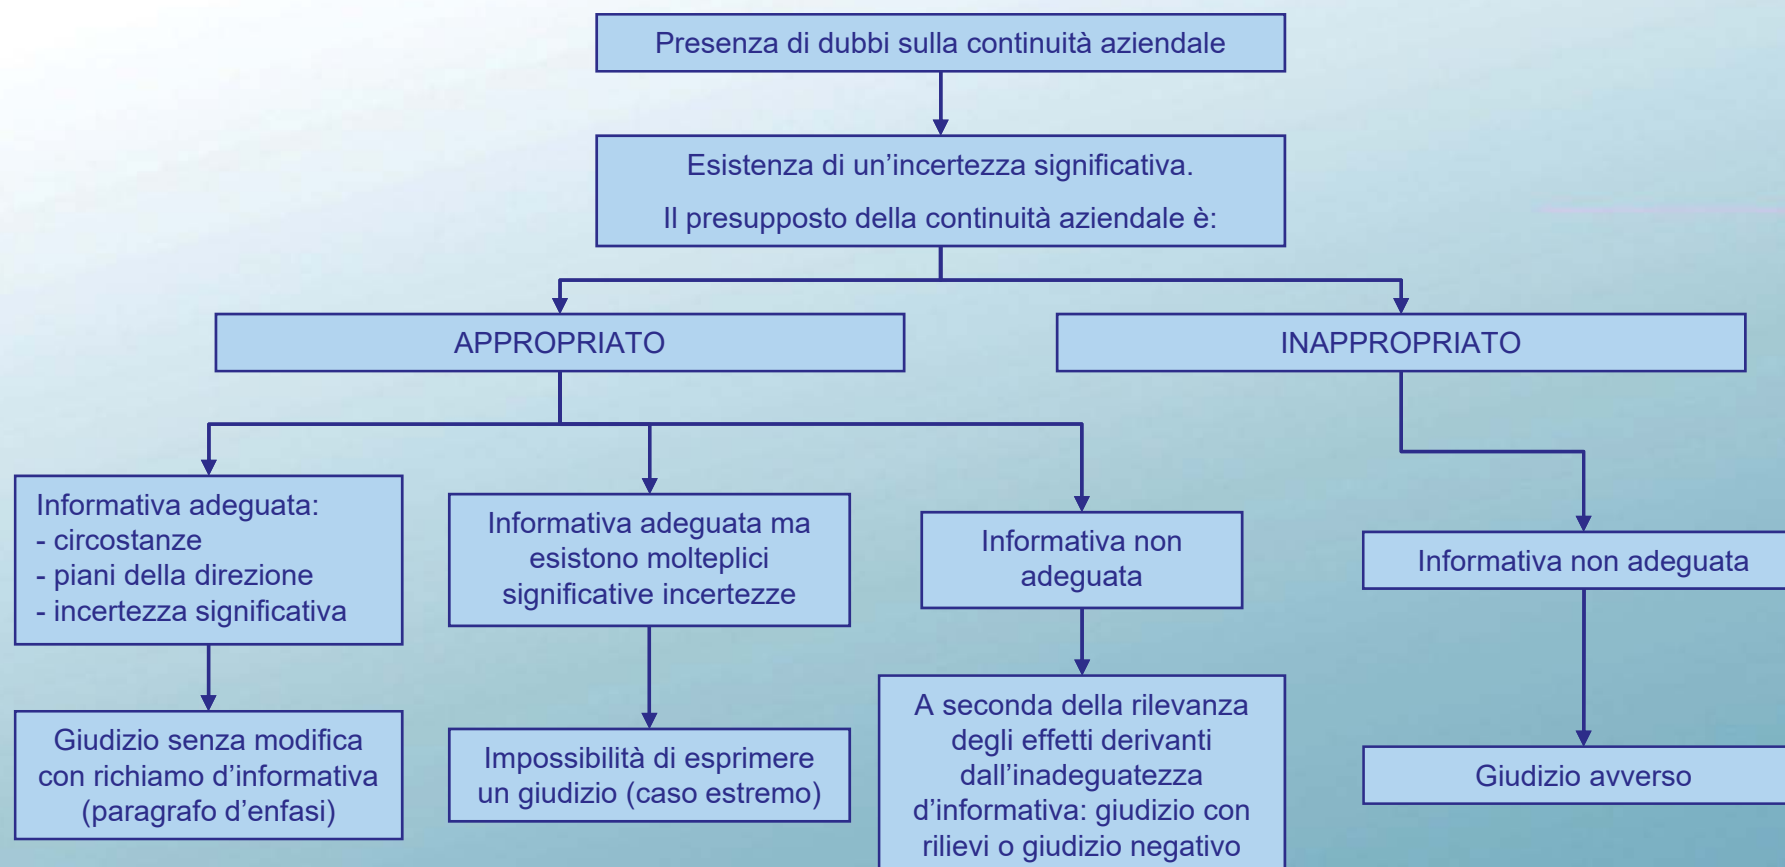 Presenza di dubbi sulla continuità aziendale
Esistenza di un’incertezza significativa.
Il presupposto della continuità aziendale è:
APPROPRIATO
INAPPROPRIATO
Informativa adeguata:
- circostanze
- piani della direzione
- incertezza significativa
Informativa adeguata ma
esistono molteplici
significative incertezze
Informativa non
adeguata
Informativa non adeguata
Giudizio senza modifica
con richiamo d’informativa
(paragrafo d’enfasi)
Impossibilità di esprimere
un giudizio (caso estremo)
A seconda della rilevanza
degli effetti derivanti
dall’inadeguatezza
d’informativa: giudizio con
rilievi o giudizio negativo
Giudizio avverso